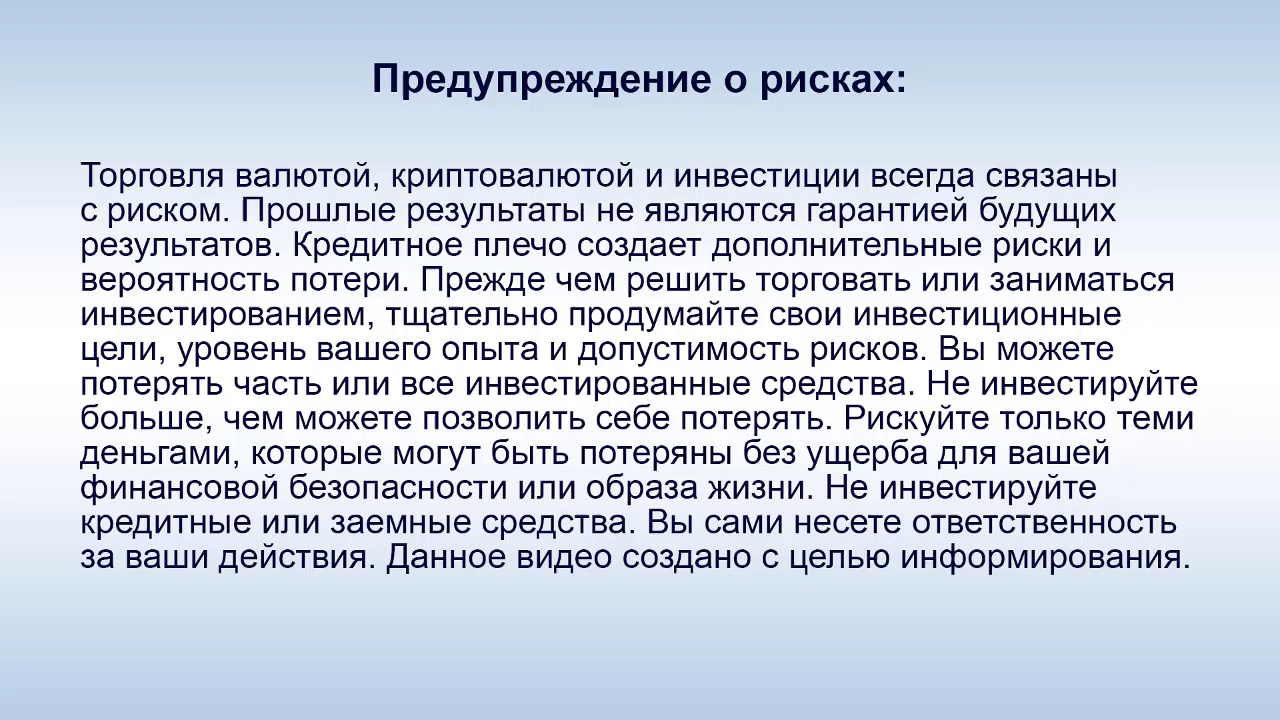 Предупреждение о рисках:
Торговля валютой, криптовалютой и инвестиции всегда связаны
с риском. Прошлые результаты не являются гарантией будущих
результатов. Кредитное плечо создает дополнительные риски и
вероятность потери. Прежде чем решить торговать или заниматься
инвестированием, тщательно продумайте свои инвестиционные
цели, уровень вашего опыта и допустимость рисков. Вы можете
потерять часть или все инвестированные средства. Не инвестируйте
больше, чем можете позволить себе потерять. Рискуйте только теми
деньгами, которые могут быть потеряны без ущерба для вашей
финансовой безопасности или образа жизни. Не инвестируйте
кредитные или заемные средства. Вы сами несете ответственность
за ваши действия. Данное видео создано с целью информирования.